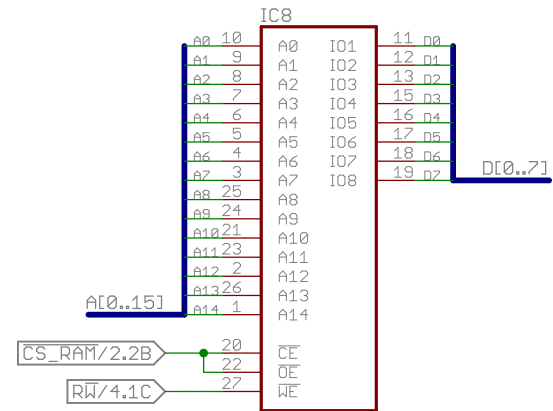 IC8
A0 10 A0 IO1 11 D0
A1 9 A1 IO2 12 D1
A2 8 A2 IO3 13 D2
A3 7 A3 IO4 15 D3
A4 6 A4 IO5 16 D4
A5 5 A5 IO6 17 D5
A6 4 A6 IO7 18 D6
A7 3 A7 IO8 19 D7
D[0..7]
A8 25 A8
A9 24 A9
A10 21 A10
A11 23 A11
A12 2 A12
A13 26 A13
A[0..15]
A14 1 A14
CS_RAM/2.2B 20 CE
22 OE
RW/4.1C 27 WE